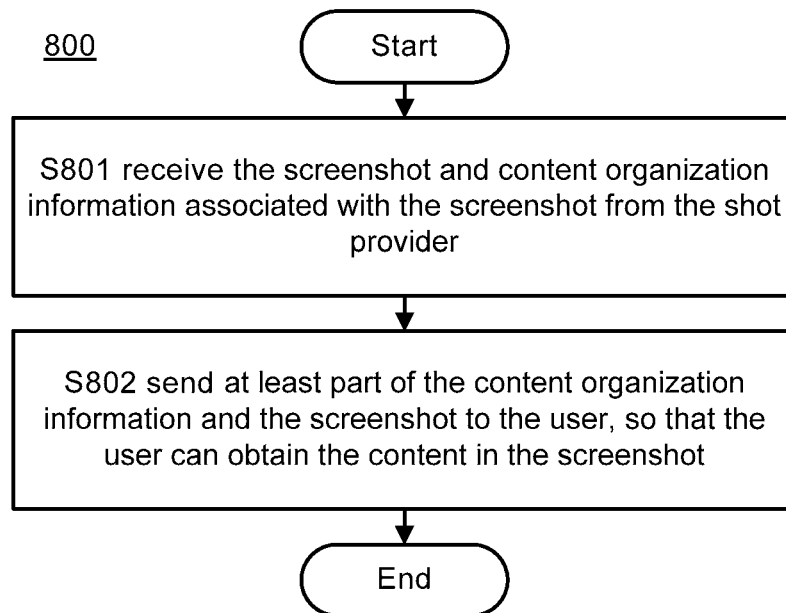 800
Start
S801 receive the screenshot and content organization
information associated with the screenshot from the shot
provider
S802 send at least part of the content organization
information and the screenshot to the user, so that the
user can obtain the content in the screenshot
End